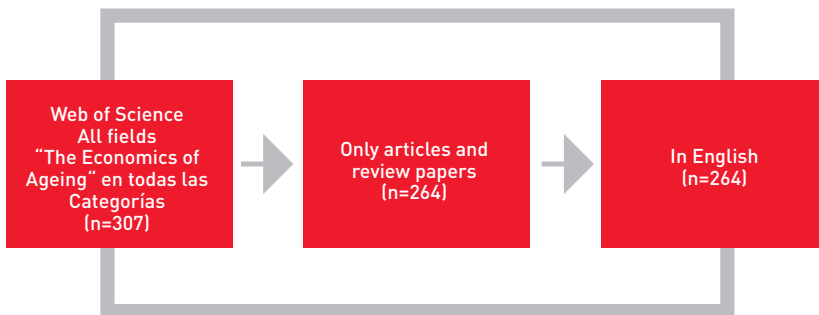 Web of Science
All fields
“The Economics of
Ageing“ en todas las
Categorías
(n=307)
Only articles and
review papers
(n=264)
In English
(n=264)